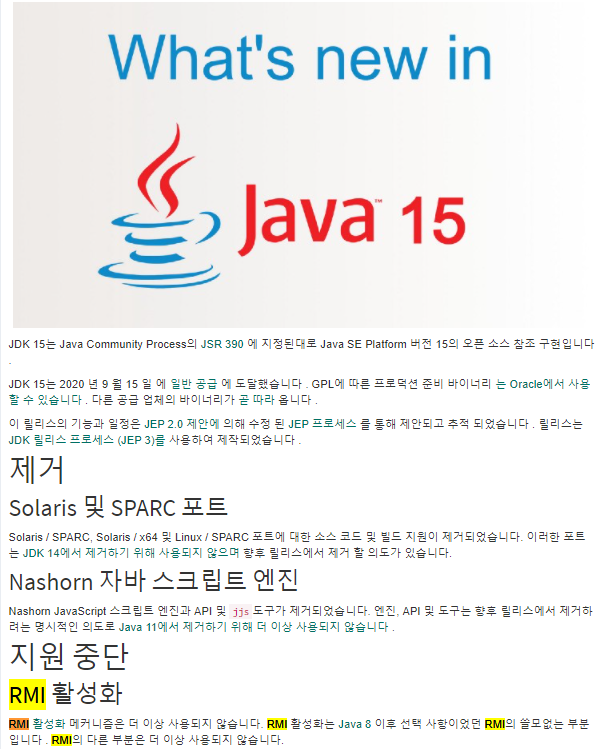 What's new in
Java™ 15
JDK 15는 Java Community Process의 JSR 390 에 지정된대로 Java SE Platform 버전 15의 오픈 소스 참조 구현입니다
.
JDK 15는 2020 년 9 월 15 일 에 일반 공급 에 도달했습니다 . GPL에 따른 프로덕션 준비 바이너리 는 Oracle에서 사용
할 수 있습니다 . 다른 공급 업체의 바이너리가 곧 따라 옵니다 .
이 릴리스의 기능과 일정은 JEP 2.0 제안에 의해 수정 된 JEP 프로세스 를 통해 제안되고 추적 되었습니다 . 릴리스는
JDK 릴리스 프로세스 (JEP 3)를 사용하여 제작되었습니다 .
제거
Solaris 및 SPARC 포트
Solaris / SPARC, Solaris / x64 및 Linux / SPARC 포트에 대한 소스 코드 및 빌드 지원이 제거되었습니다. 이러한 포트
는 JDK 14에서 제거하기 위해 사용되지 않으며 향후 릴리스에서 제거 할 의도가 있습니다.
Nashorn 자바 스크립트 엔진
Nashorn JavaScript 스크립트 엔진과 API 및 jjs 도구가 제거되었습니다. 엔진, API 및 도구는 향후 릴리스에서 제거하
려는 명시적인 의도로 Java 11에서 제거하기 위해 더 이상 사용되지 않습니다 .
지원 중단
RMI 활성화
RMI 활성화 메커니즘은 더 이상 사용되지 않습니다. RMI 활성화는 Java 8 이후 선택 사항이었던 RMI의 쓸모없는 부분
입니다 . RMI의 다른 부분은 더 이상 사용되지 않습니다.